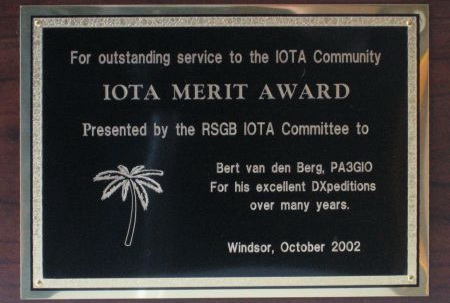 For outstanding service to the IOTA Community
IOTA MERIT AWARD
Presented by the RSGB IOTA Committee to
Bert van den Berg, PA3GIO
For his excellent DXpeditions
over many years.
Windsor, October 2002